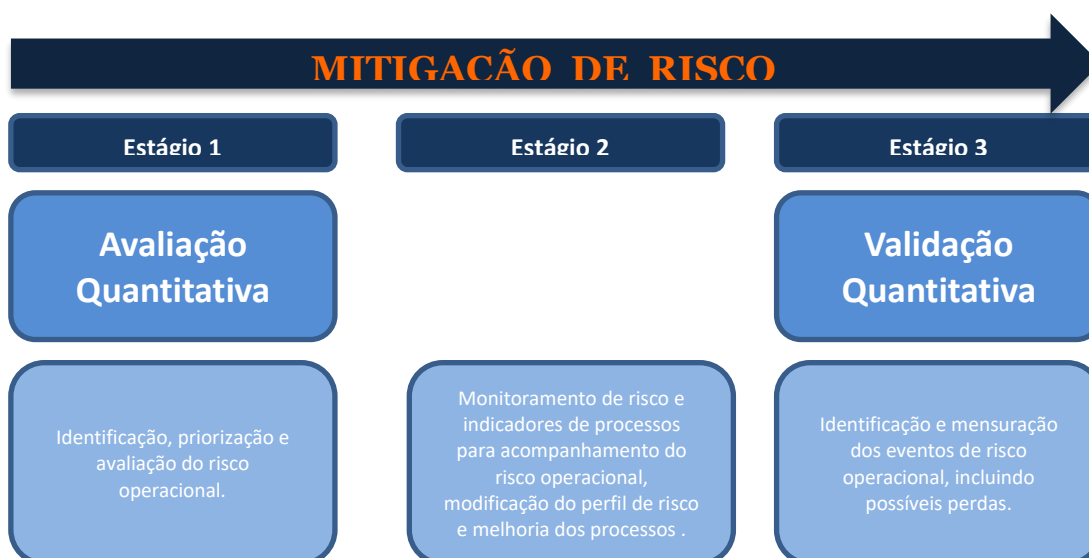 MITIGAÇÃO DE RISCO
Estágio 1
Estágio 2
Estágio 3
Avaliação
Quantitativa
Validação
Quantitativa
Identificação, priorização e
avaliação do risco
operacional.
Monitoramento de risco e
indicadores de processos
para acompanhamento do
risco operacional,
modificação do perfil de risco
e melhoria dos processos .
Identificação e mensuração
dos eventos de risco
operacional, incluindo
possíveis perdas.